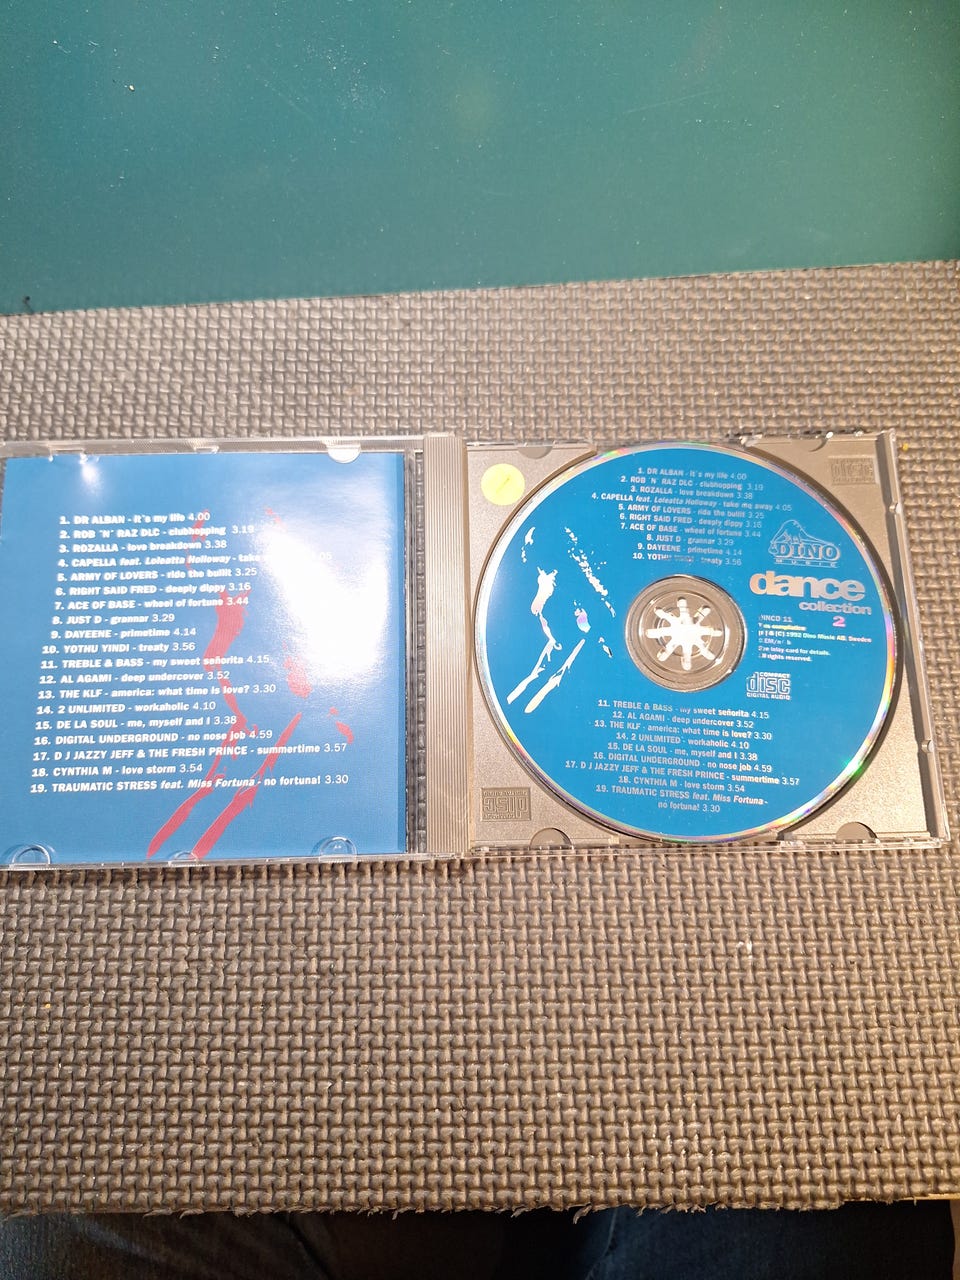 1. DR ALBAN - it's my life 4.00
2. ROB 'N' RAZ DLC - clubhopping 3.19
3. ROZALLA - love breakdown 3.38
4. CAPELLA feat. Loleatta Holloway - take 4.05
5. ARMY OF LOVERS - ride the bullit 3.25
6. RIGHT SAID FRED - deeply dippy 3.16
7. ACE OF BASE - wheel of fortune 3.44
8. JUST D - grannar 3.29
9. DAYEENE - primetime 4.14
10. YOTHU YINDI - treaty 3.56
11. TREBLE & BASS - my sweet señorita 4.15
12. AL AGAMI - deep undercover 3.52
13. THE KLF - america: what time is love? 3.30
14. 2 UNLIMITED - workaholic 4.10
15. DE LA SOUL - me, myself and I 3.38
16. DIGITAL UNDERGROUND - no nose job 4.59
17. D J JAZZY JEFF & THE FRESH PRINCE - summertime 3.57
18. CYNTHIA M - love storm 3.54
19. TRAUMATIC STRESS feat. Miss Fortuna - no fortuna! 3.30
1. DR ALBAN - it's my life 4.00
2. ROB 'N' RAZ DLC - clubhopping 3.19
3. ROZALLA - love breakdown 3.38
4. CAPELLA feat. Loleatta Holloway - take me away 4.05
5. ARMY OF LOVERS - ride the bullit 3.25
6. RIGHT SAID FRED - deeply dippy 3.16
7. ACE OF BASE - wheel of fortune 3.44
8. JUST D - grannar 3.29
9. DAYEENE - primetime 4.14
10. YOTHU YINDI - treaty 3.56
DINO
MUSIC
dance
collection
2
compilation
1992 Dino Music AB, Sweden
inlay card for details.
rights reserved.
COMPACT
disc
DIGITAL AUDIO
11. TREBLE & BASS - my sweet señorita 4.15
12. AL AGAMI - deep undercover 3.52
13. THE KLF - america: what time is love? 3.30
14. 2 UNLIMITED - workaholic 4.10
15. DE LA SOUL - me, myself and I 3.38
16. DIGITAL UNDERGROUND - no nose job 4.59
17. D J JAZZY JEFF & THE FRESH PRINCE - summertime 3.57
18. CYNTHIA M - love storm 3.54
19. TRAUMATIC STRESS feat. Miss Fortuna -
no fortuna! 3.30
disc
disc